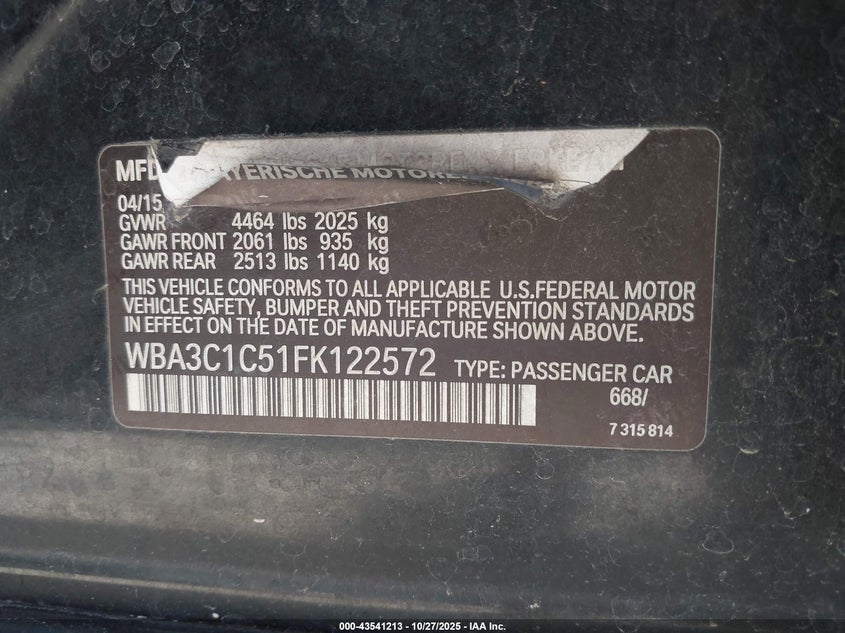 MFD
YERISCHE MOTORE
04/15
GVWR 4464 lbs 2025 kg
GAWR FRONT 2061 lbs 935 kg
GAWR REAR 2513 lbs 1140 kg
THIS VEHICLE CONFORMS TO ALL APPLICABLE U.S.FEDERAL MOTOR
VEHICLE SAFETY, BUMPER AND THEFT PREVENTION STANDARDS
IN EFFECT ON THE DATE OF MANUFACTURE SHOWN ABOVE.
WBA3C1C51FK122572 TYPE: PASSENGER CAR
668/
7 315 814
000-43541213 - 10/27/2025 - IAA Inc.